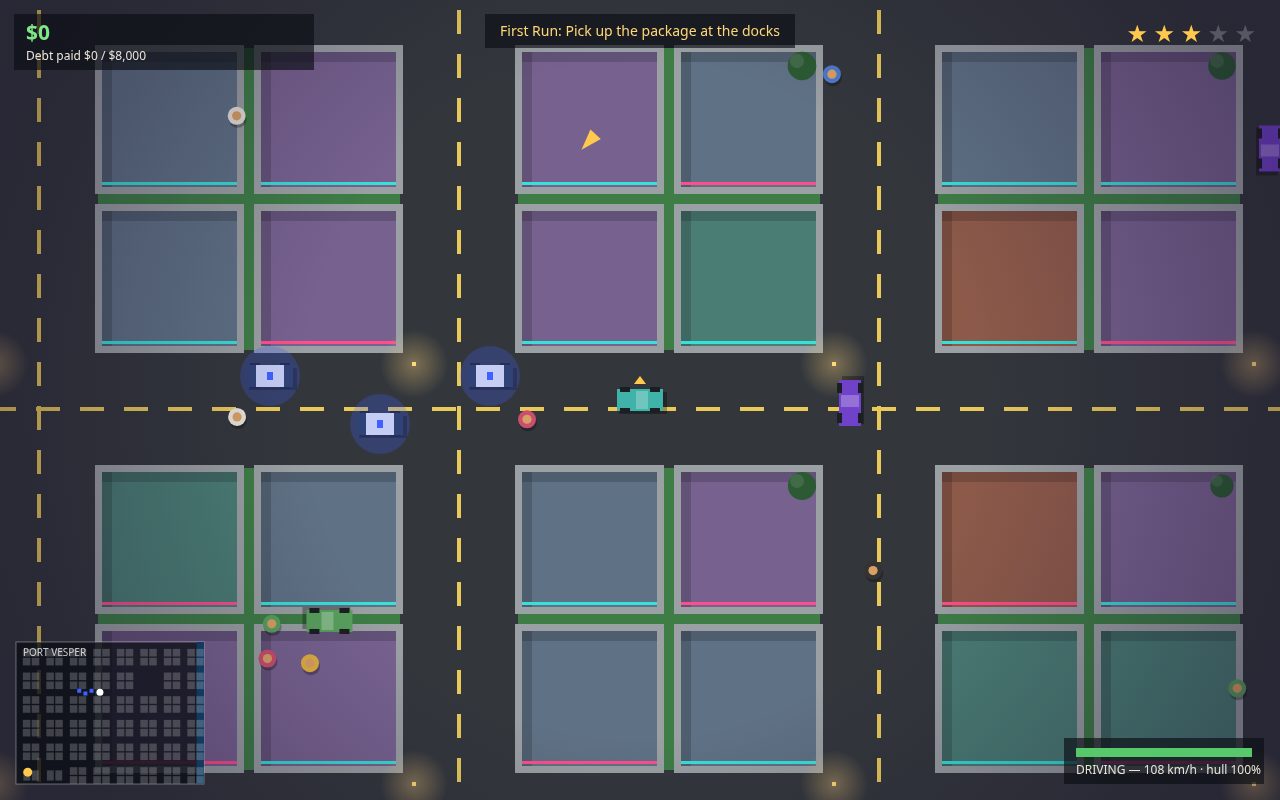 $0
Debt paid $0 / $8,000
First Run: Pick up the package at the docks
PORT VESPER
DRIVING — 108 km/h · hull 100%